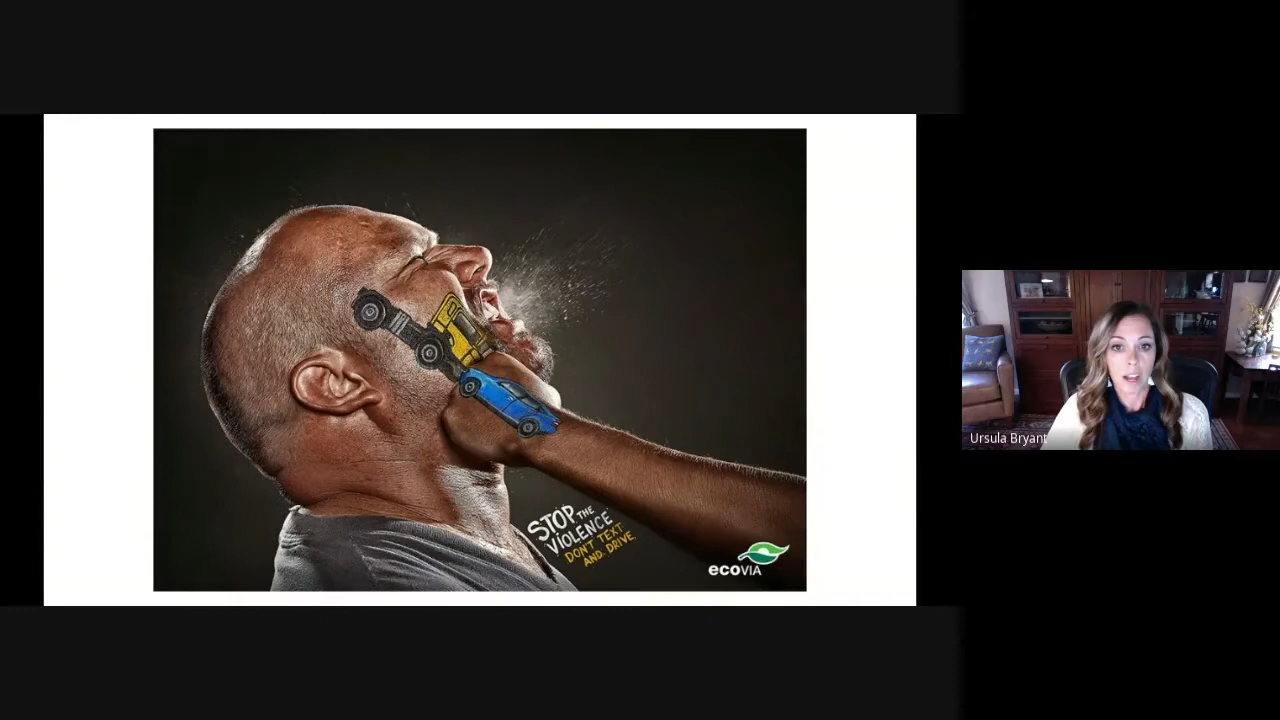 STOP THE
VIOLENCE
DON'T TEXT
AND DRIVE.
ecoVIA
Ursula Bryant